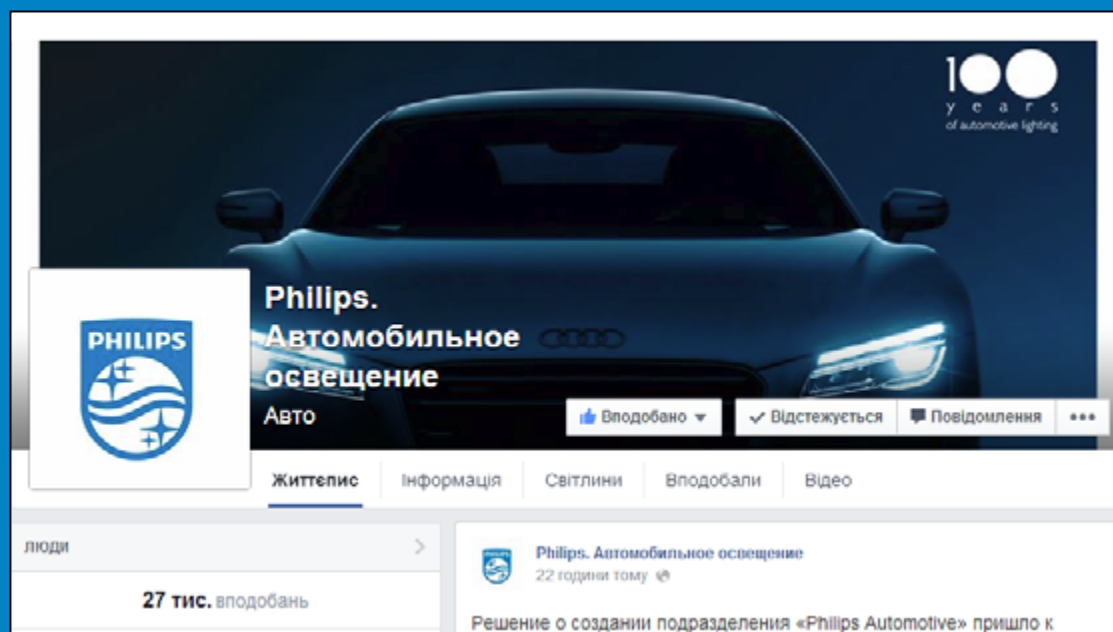 100
years
of automotive lighting
PHILIPS
Philips.
Автомобильное
освещение
Авто
Вподобано
Відстежується
Повідомлення
Життєпис
Інформація
Світлини
Вподобали
Відео
ЛЮДИ
27 тис. вподобань
Philips. Автомобильное освещение
22 години тому
Решение о создании подразделения «Philips Automotive» пришло к